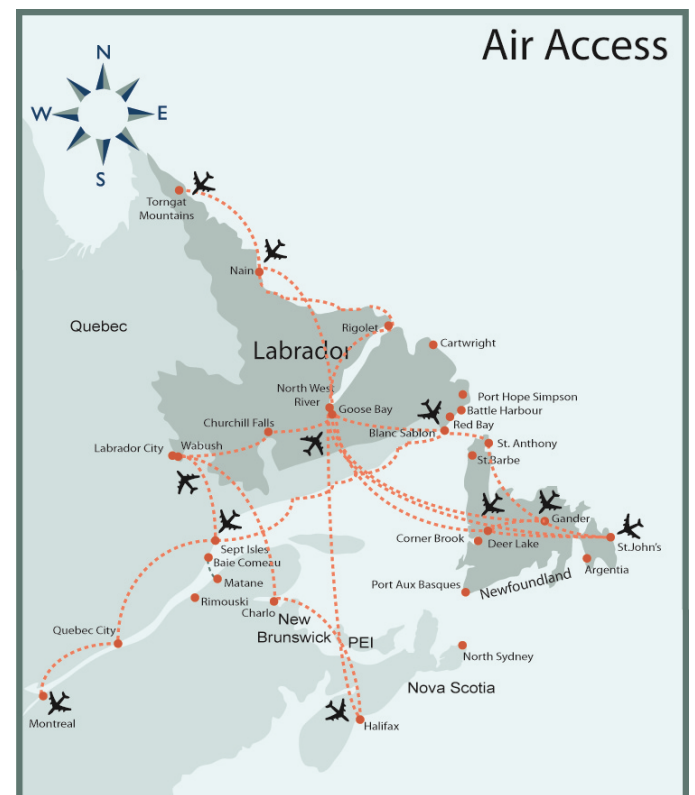 Air Access
N
W
E
S
Torngat
Mountains
Nain
Quebec
Rigolet
Labrador
Cartwright
North West
River
Goose Bay
Port Hope Simpson
Battle Harbour
Red Bay
Churchill Falls
Blanc Sablon
Labrador City
Wabush
St. Anthony
St.Barbe
Gander
Corner Brook
Deer Lake
St.John's
Sept Isles
Baie Comeau
Argentia
Matane
Port Aux Basques
Newfoundland
Rimouski
Charlo
New
Brunswick
Quebec City
PEI
North Sydney
Nova Scotia
Montreal
Halifax